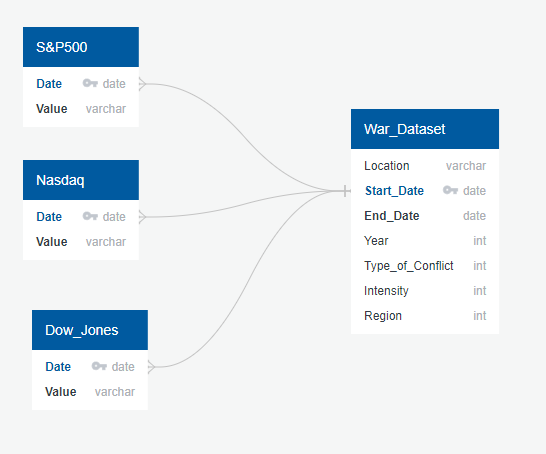 S&P500
Date date
Value varchar
Nasdaq
Date date
Value varchar
Dow_Jones
Date date
Value varchar
War_Dataset
Location varchar
Start_Date date
End_Date date
Year int
Type_of_Conflict int
Intensity int
Region int